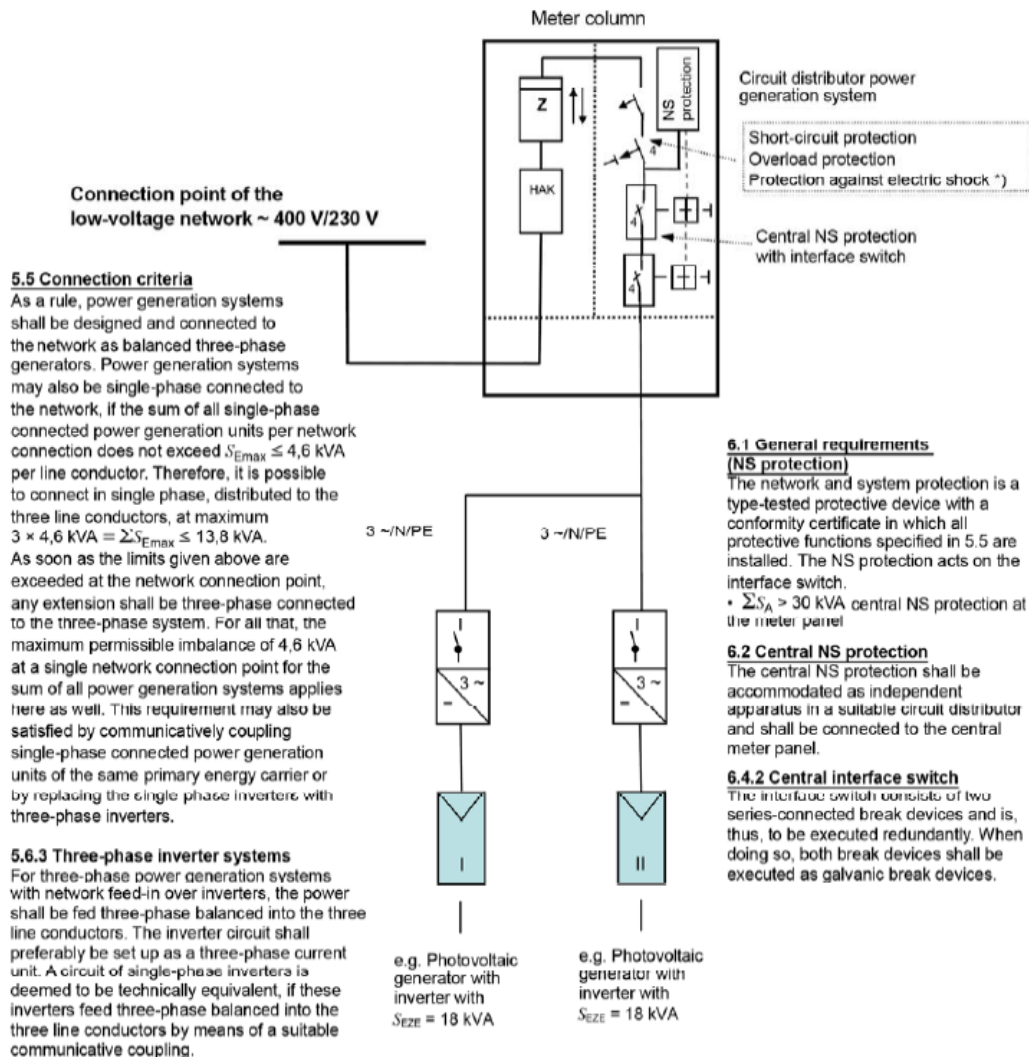 Meter column
Z
NS
protection
4
HAK
4
4
Circuit distributor power
generation system
Short-circuit protection
Overload protection
Protection against electric shock *)
Central NS protection
with interface switch
Connection point of the
low-voltage network ~ 400 V/230 V
5.5 Connection criteria
As a rule, power generation systems
shall be designed and connected to
the network as balanced three-phase
generators. Power generation systems
may also be single-phase connected to
the network, if the sum of all single-phase
connected power generation units per network
connection does not exceed SEmax ≤ 4,6 kVA
per line conductor. Therefore, it is possible
to connect in single phase, distributed to the
three line conductors, at maximum
3 × 4,6 kVA = ΣSEmax ≤ 13,8 kVA.
As soon as the limits given above are
exceeded at the network connection point,
any extension shall be three-phase connected
to the three-phase system. For all that, the
maximum permissible imbalance of 4,6 kVA
at a single network connection point for the
sum of all power generation systems applies
here as well. This requirement may also be
satisfied by communicatively coupling
single-phase connected power generation
units of the same primary energy carrier or
by replacing the single phase inverters with
three-phase inverters.
5.6.3 Three-phase inverter systems
For three-phase power generation systems
with network feed-in over inverters, the power
shall be fed three-phase balanced into the three
line conductors. The inverter circuit shall
preferably be set up as a three-phase current
unit. A circuit of single-phase inverters is
deemed to be technically equivalent, if these
inverters feed three-phase balanced into the
three line conductors by means of a suitable
communicative coupling.
3 ~/N/PE
3 ~/N/PE
3 ~
=
3 ~
=
I
II
e.g. Photovoltaic
generator with
inverter with
SEZE = 18 kVA
e.g. Photovoltaic
generator with
inverter with
SEZE = 18 kVA
6.1 General requirements
(NS protection)
The network and system protection is a
type-tested protective device with a
conformity certificate in which all
protective functions specified in 5.5 are
installed. The NS protection acts on the
interface switch.
• ΣSA > 30 kVA central NS protection at
the meter panel
6.2 Central NS protection
The central NS protection shall be
accommodated as independent
apparatus in a suitable circuit distributor
and shall be connected to the central
meter panel.
6.4.2 Central interface switch
The interface switch consists of two
series-connected break devices and is,
thus, to be executed redundantly. When
doing so, both break devices shall be
executed as galvanic break devices.